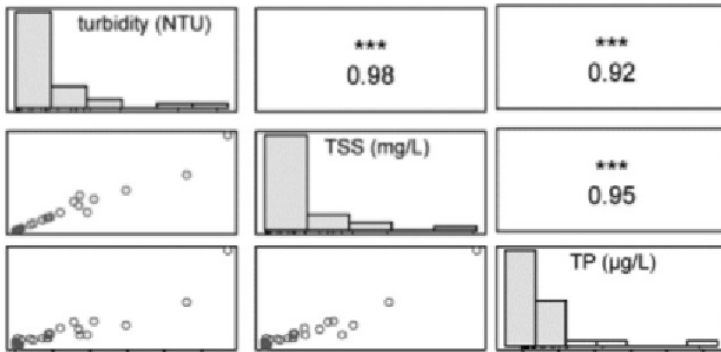 turbidity (NTU)
***
0.98
***
0.92
TSS (mg/L)
***
0.95
TP (µg/L)